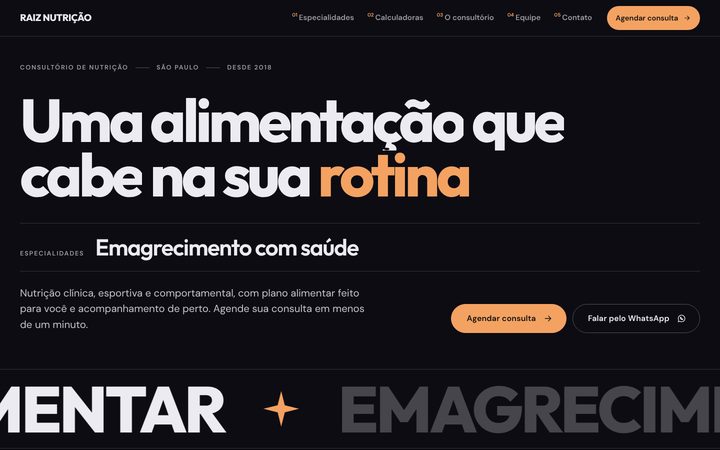 RAIZ NUTRIÇÃO
01 Especialidades 02 Calculadoras 03 O consultório 04 Equipe 05 Contato Agendar consulta →
CONSULTÓRIO DE NUTRIÇÃO — SÃO PAULO — DESDE 2018
Uma alimentação que
cabe na sua rotina
ESPECIALIDADES Emagrecimento com saúde
Nutrição clínica, esportiva e comportamental, com plano alimentar feito
para você e acompanhamento de perto. Agende sua consulta em menos
de um minuto.
Agendar consulta → Falar pelo WhatsApp
MENTAR ✦ EMAGRECIM